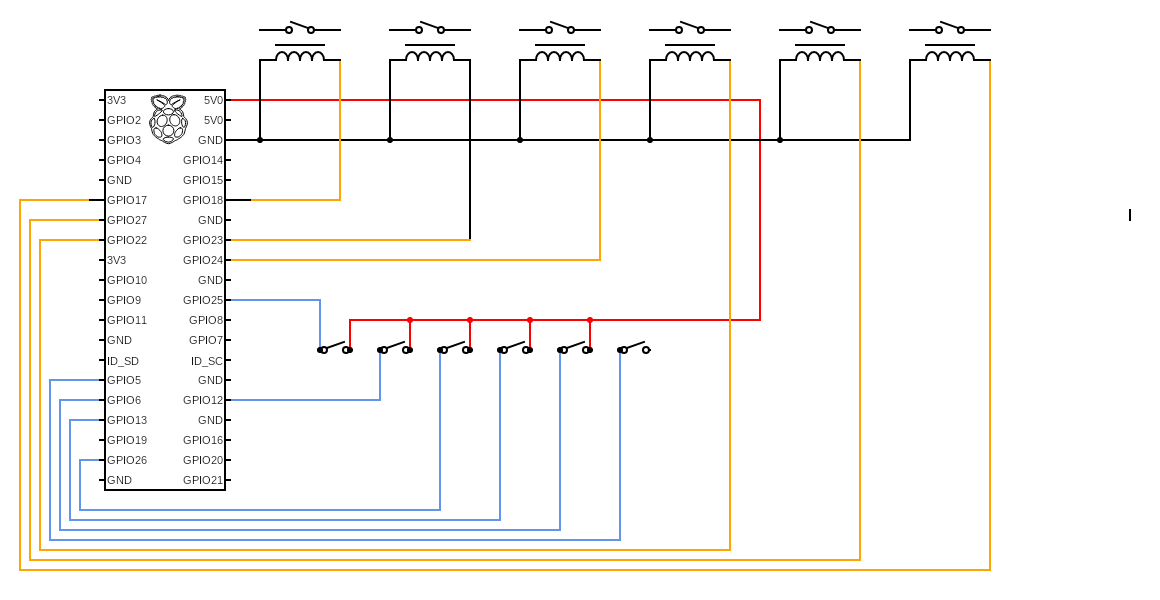 3V3 5V0
GPIO2 5V0
GPIO3 GND
GPIO4 GPIO14
GND GPIO15
GPIO17 GPIO18
GPIO27 GND
GPIO22 GPIO23
3V3 GPIO24
GPIO10 GND
GPIO9 GPIO25
GPIO11 GPIO8
GND GPIO7
ID_SD ID_SC
GPIO5 GND
GPIO6 GPIO12
GPIO13 GND
GPIO19 GPIO16
GPIO26 GPIO20
GND GPIO21